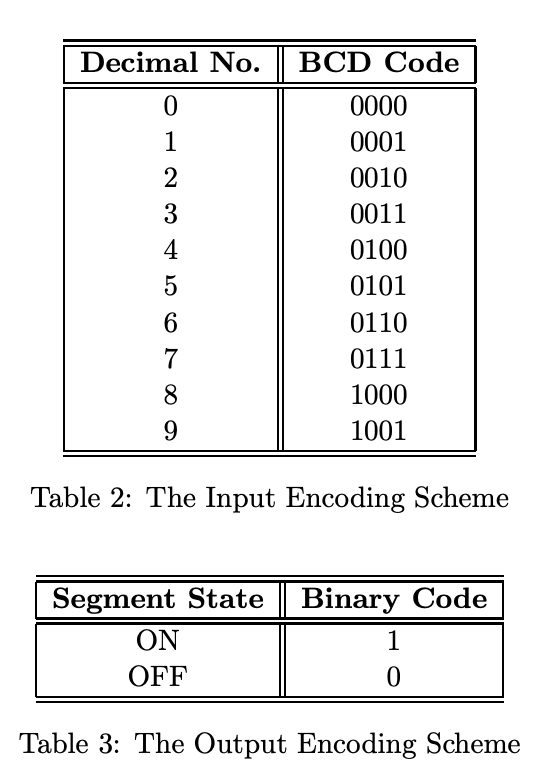 Decimal No. BCD Code
0 0000
1 0001
2 0010
3 0011
4 0100
5 0101
6 0110
7 0111
8 1000
9 1001
Table 2: The Input Encoding Scheme
Segment State Binary Code
ON 1
OFF 0
Table 3: The Output Encoding Scheme